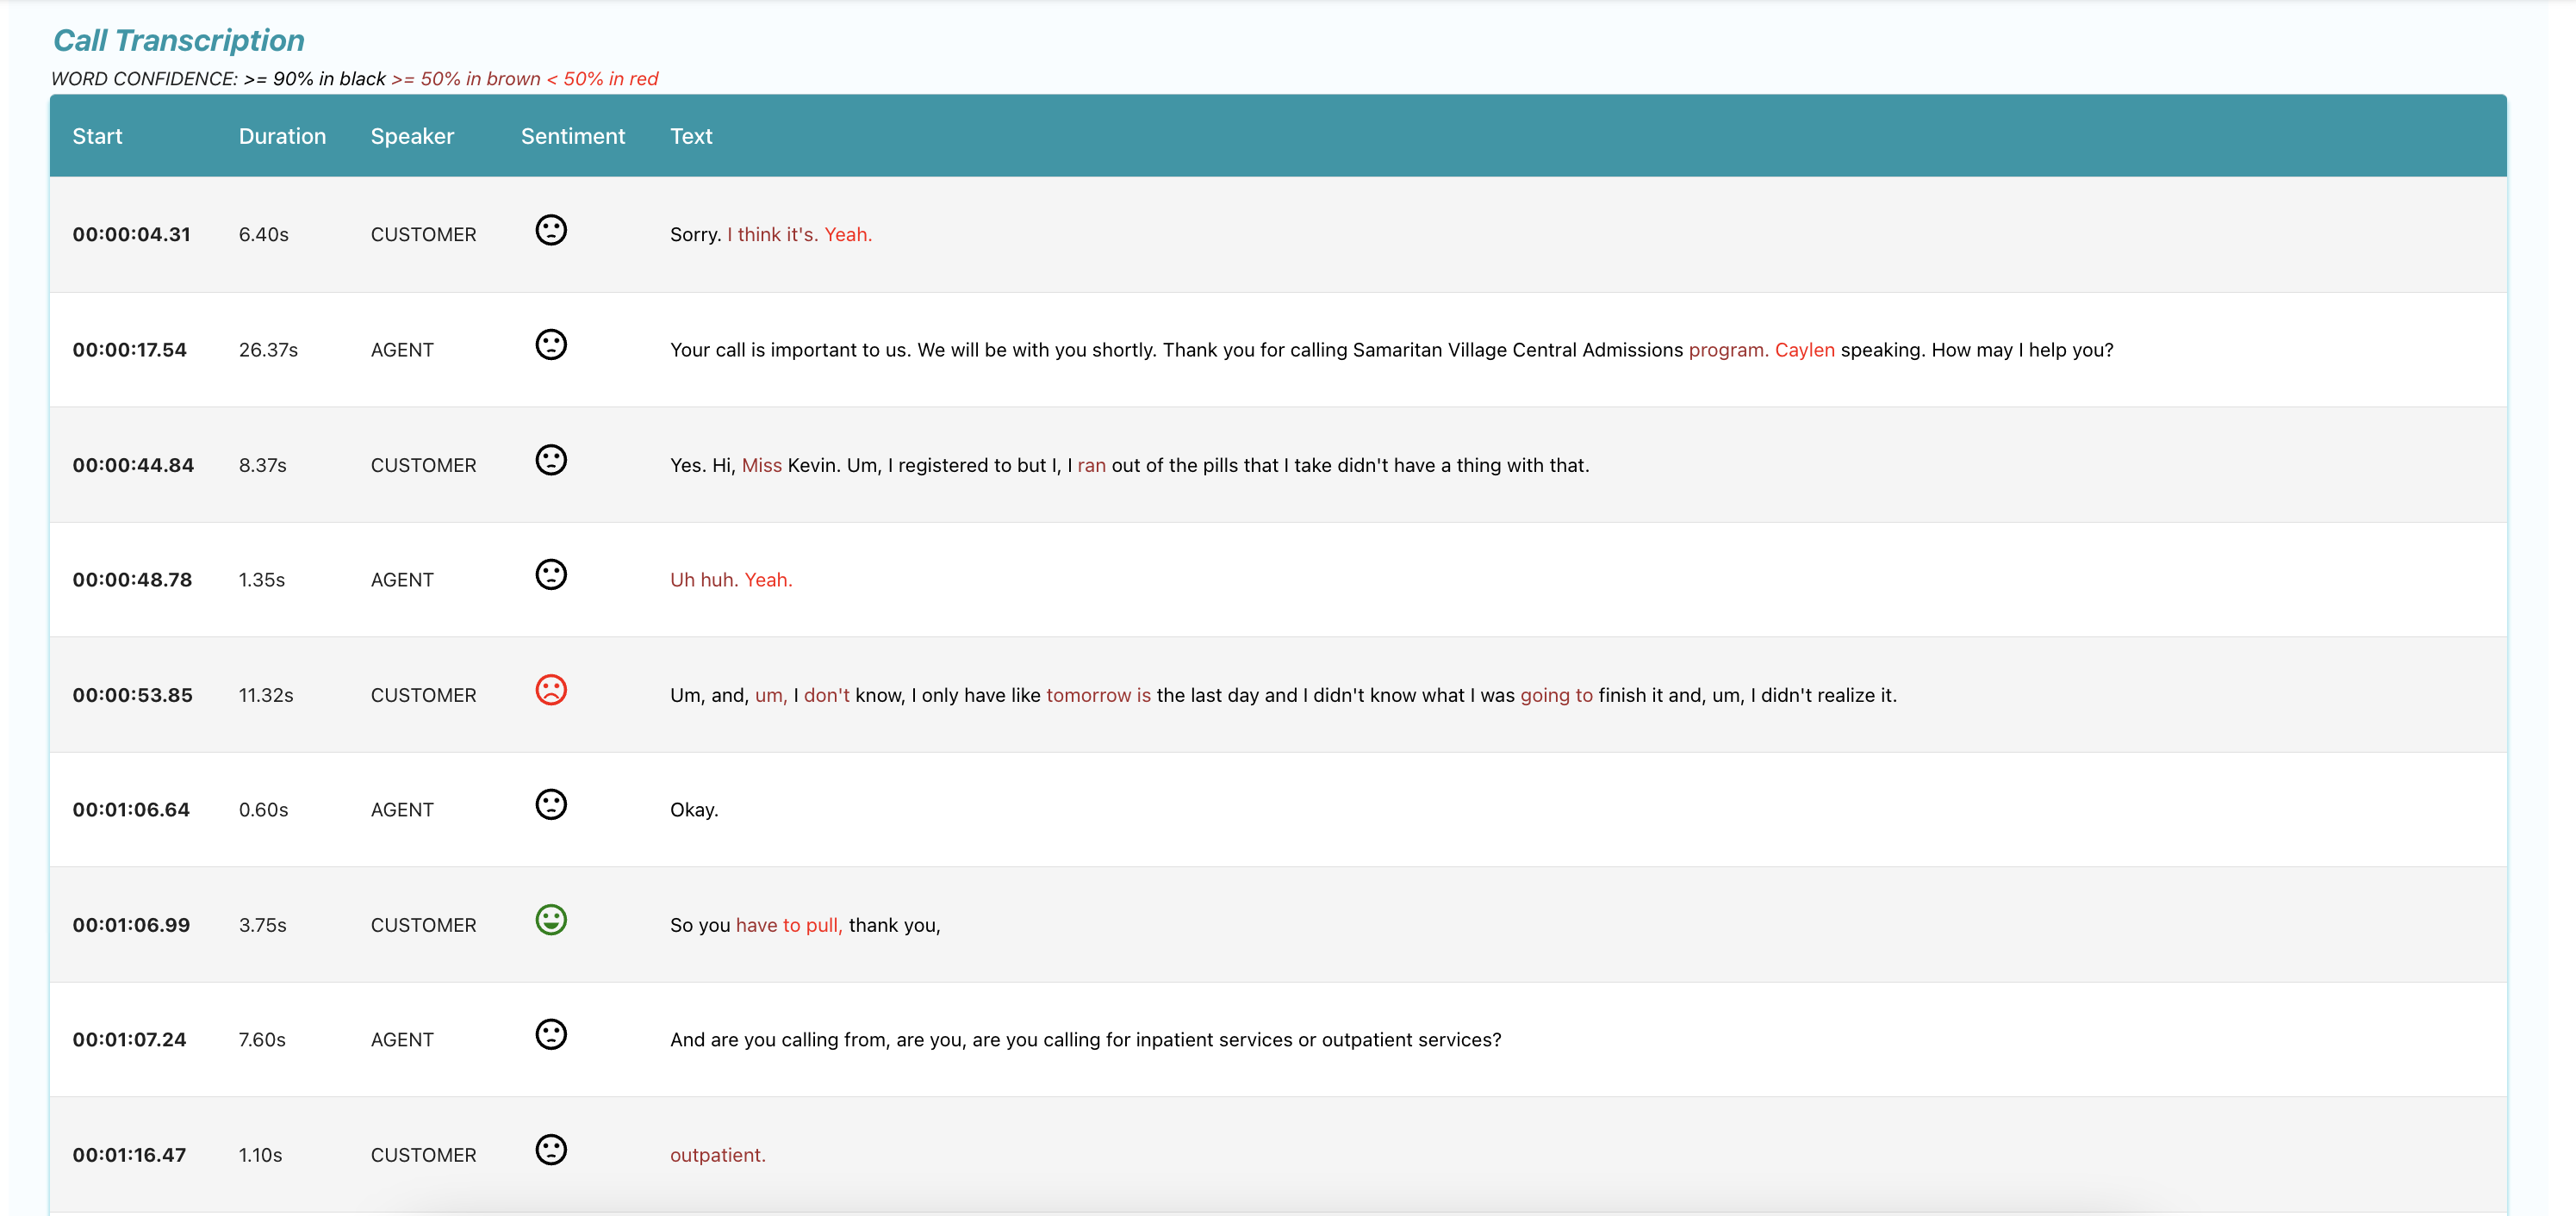 Call Transcription
WORD CONFIDENCE: >= 90% in black >= 50% in brown < 50% in red
Start Duration Speaker Sentiment Text
00:00:04.31 6.40s CUSTOMER Sorry. I think it's. Yeah.
00:00:17.54 26.37s AGENT Your call is important to us. We will be with you shortly. Thank you for calling Samaritan Village Central Admissions program. Caylen speaking. How may I help you?
00:00:44.84 8.37s CUSTOMER Yes. Hi, Miss Kevin. Um, I registered to but I, I ran out of the pills that I take didn't have a thing with that.
00:00:48.78 1.35s AGENT Uh huh. Yeah.
00:00:53.85 11.32s CUSTOMER Um, and, um, I don't know, I only have like tomorrow is the last day and I didn't know what I was going to finish it and, um, I didn't realize it.
00:01:06.64 0.60s AGENT Okay.
00:01:06.99 3.75s CUSTOMER So you have to pull, thank you,
00:01:07.24 7.60s AGENT And are you calling from, are you, are you calling for inpatient services or outpatient services?
00:01:16.47 1.10s CUSTOMER outpatient.